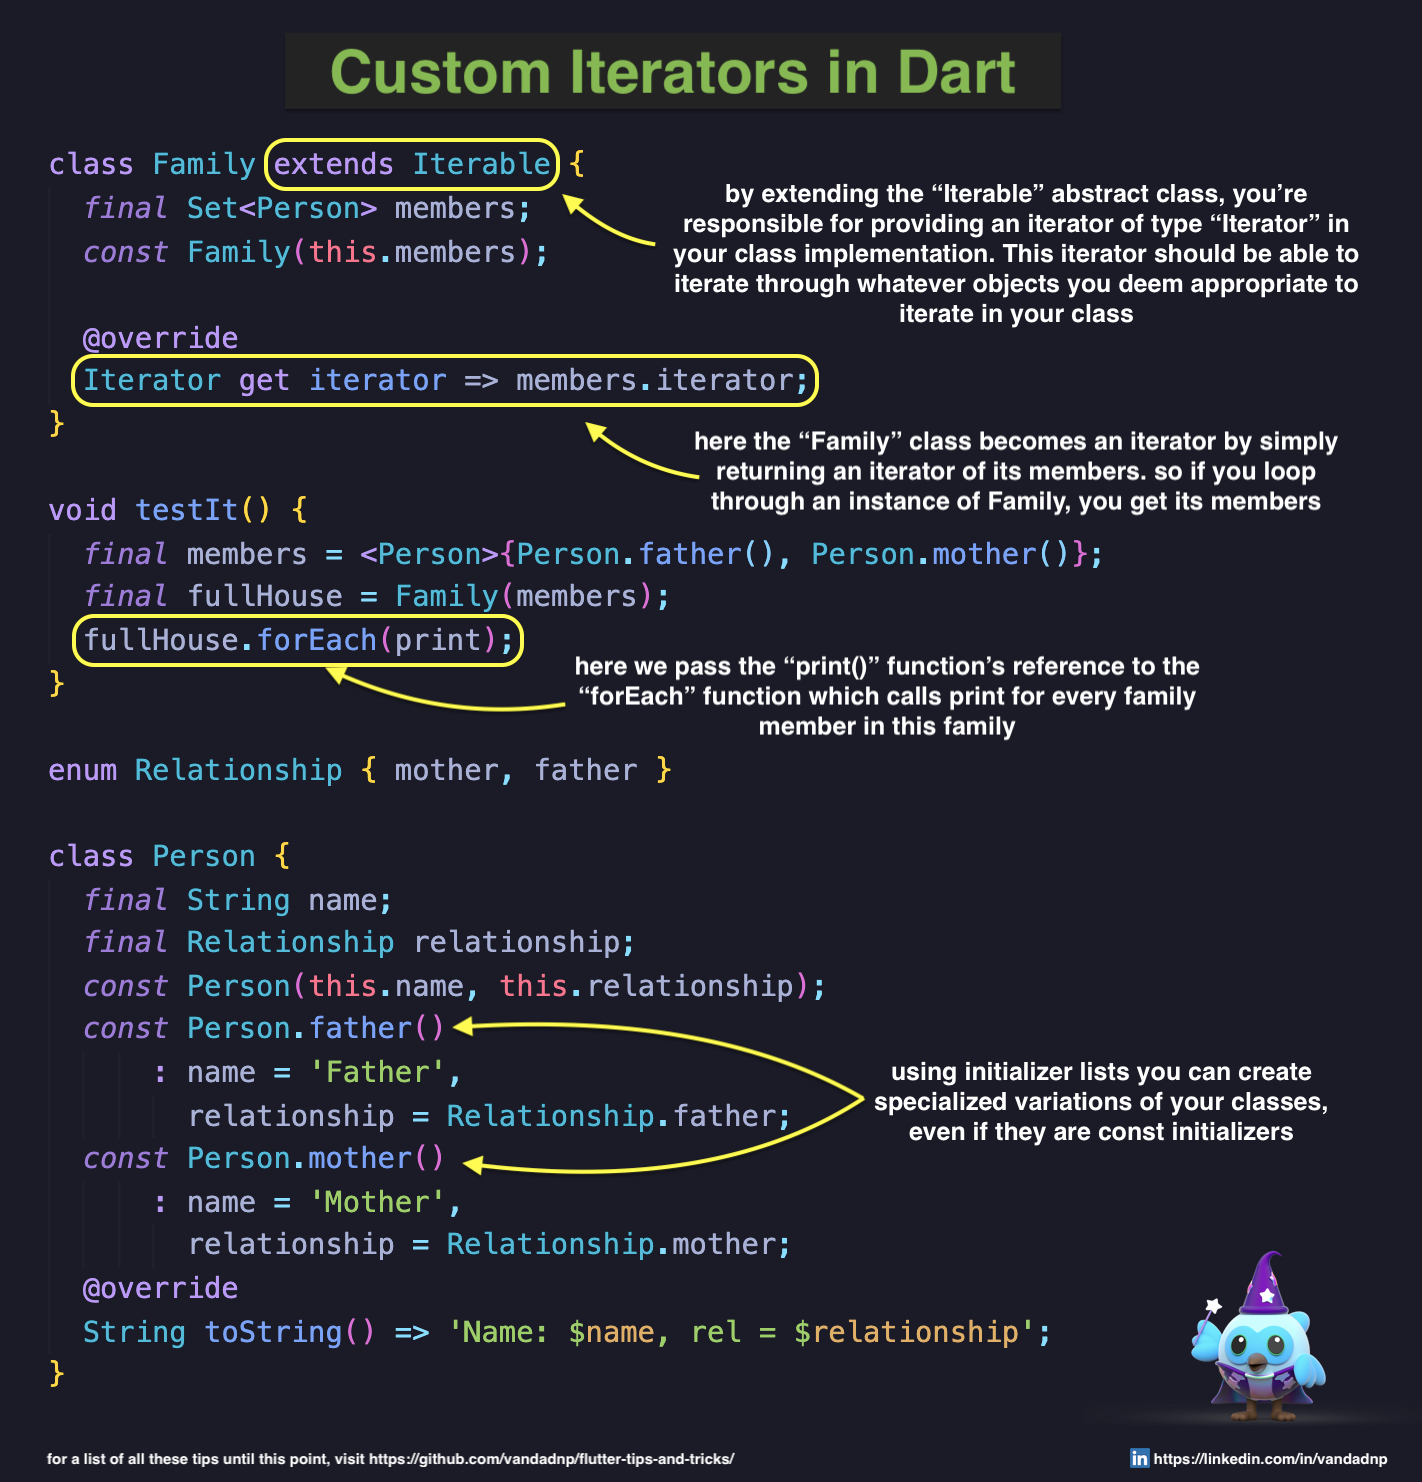 Custom Iterators in Dart
class Family extends Iterable {
final Set<Person> members;
const Family(this.members);
by extending the “Iterable” abstract class, you’re
responsible for providing an iterator of type “Iterator” in
your class implementation. This iterator should be able to
iterate through whatever objects you deem appropriate to
iterate in your class
@override
Iterator get iterator => members.iterator;
}
here the “Family” class becomes an iterator by simply
returning an iterator of its members. so if you loop
through an instance of Family, you get its members
void testIt() {
final members = <Person>{Person.father(), Person.mother()};
final fullHouse = Family(members);
fullHouse.forEach(print);
}
here we pass the “print()” function’s reference to the
“forEach” function which calls print for every family
member in this family
enum Relationship { mother, father }
class Person {
final String name;
final Relationship relationship;
const Person(this.name, this.relationship);
const Person.father()
: name = 'Father',
relationship = Relationship.father;
const Person.mother()
: name = 'Mother',
relationship = Relationship.mother;
using initializer lists you can create
specialized variations of your classes,
even if they are const initializers
@override
String toString() => 'Name: $name, rel = $relationship';
}
for a list of all these tips until this point, visit https://github.com/vandadnp/flutter-tips-and-tricks/
in https://linkedin.com/in/vandadnp